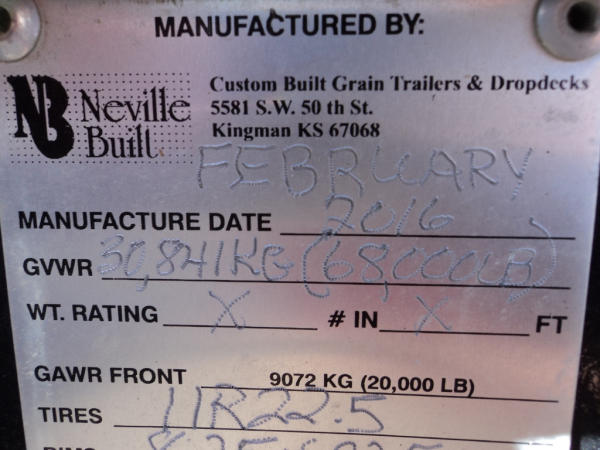 MANUFACTURED BY:
NB Neville Built
Custom Built Grain Trailers & Dropdecks
5581 S.W. 50 th St.
Kingman KS 67068
FEBRUARY
MANUFACTURE DATE 2016
GVWR 30,841KG (68,000LB)
WT. RATING X # IN X FT
GAWR FRONT 9072 KG (20,000 LB)
TIRES 11R22.5